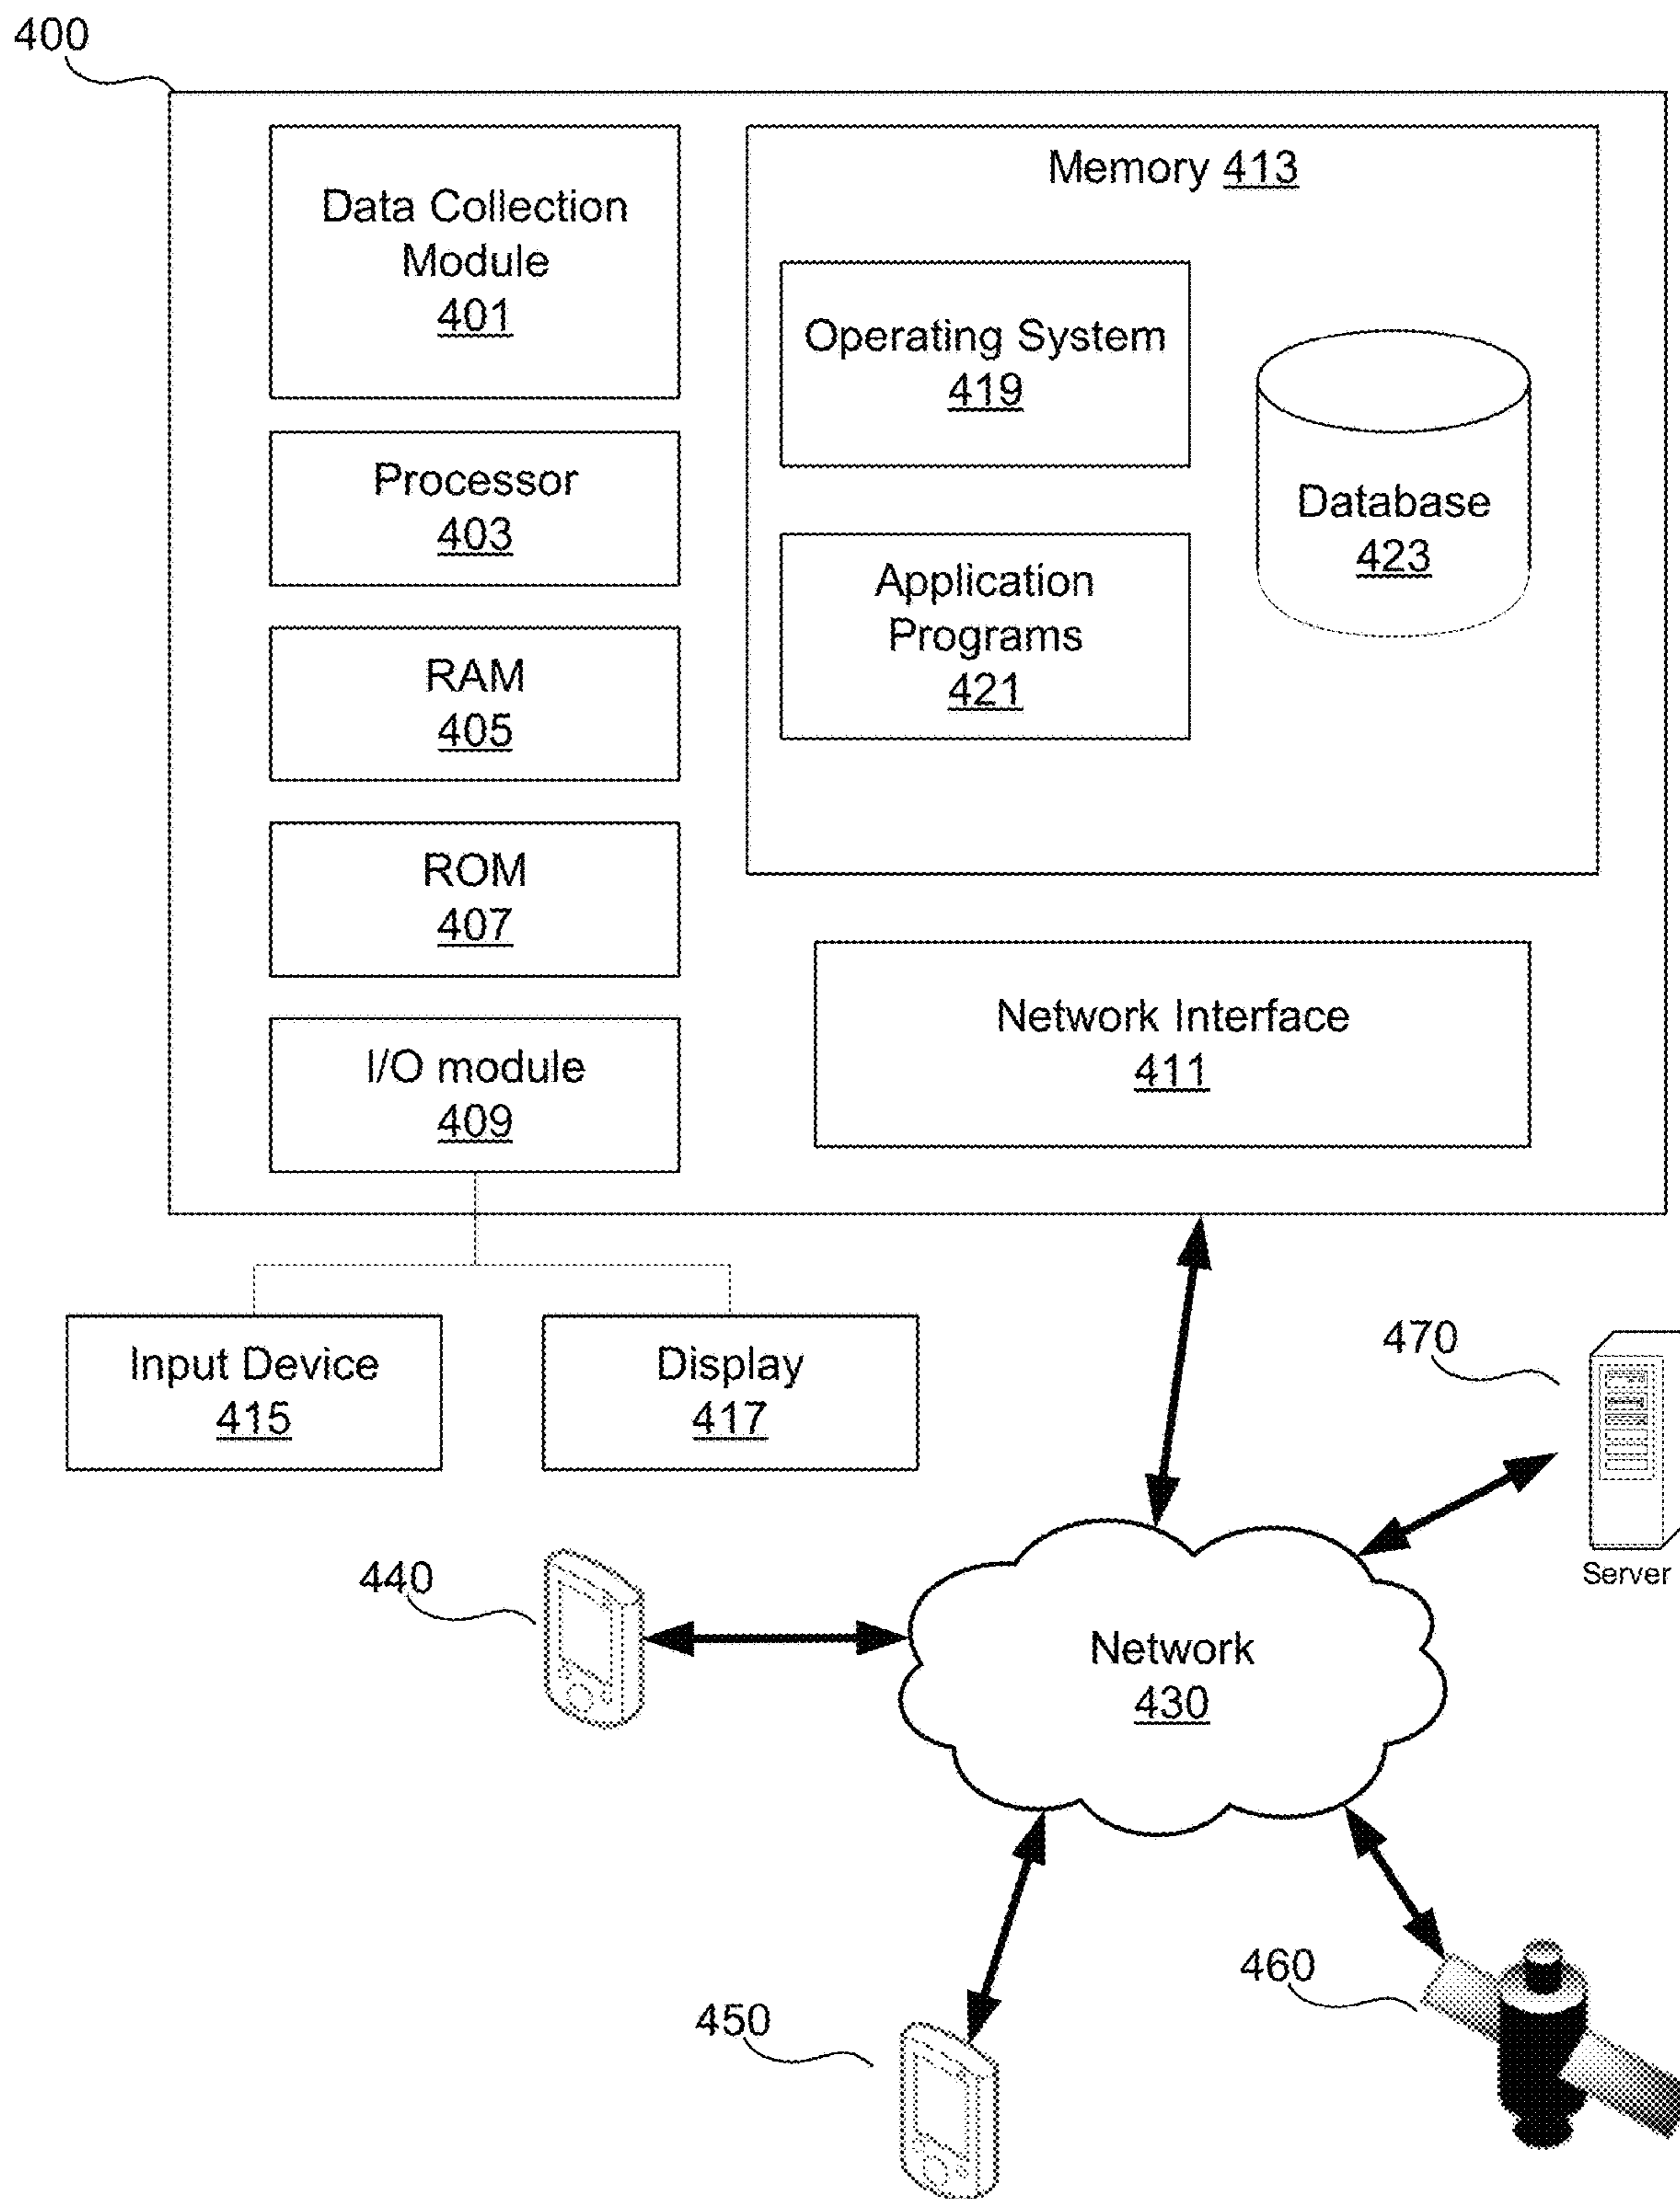 400
Data Collection
Module
401
Processor
403
RAM
405
ROM
407
I/O module
409
Memory 413
Operating System
419
Application
Programs
421
Database
423
Network Interface
411
Input Device
415
Display
417
470
Server
440
Network
430
450
460